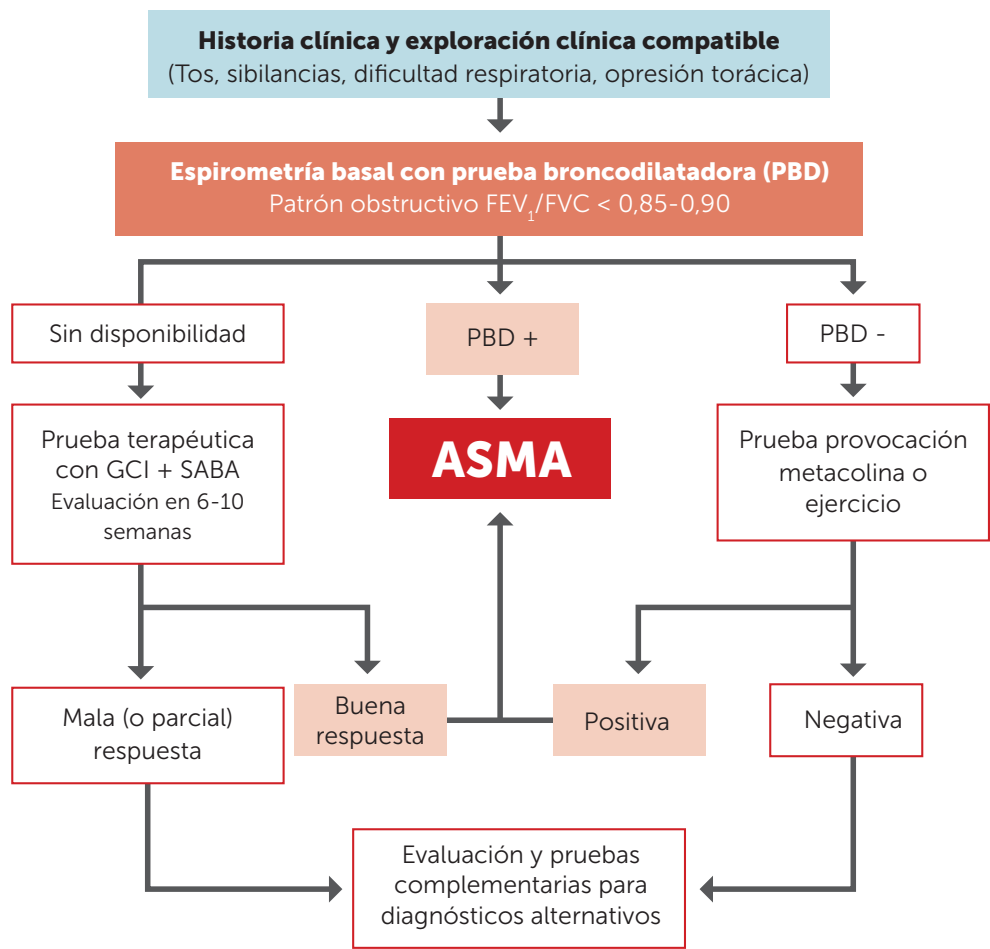 Historia clínica y exploración clínica compatible
(Tos, sibilancias, dificultad respiratoria, opresión torácica)
Espirometría basal con prueba broncodilatadora (PBD)
Patrón obstructivo FEV₁/FVC < 0,85-0,90
Sin disponibilidad
PBD +
PBD -
Prueba terapéutica
con GCI + SABA
Evaluación en 6-10
semanas
ASMA
Prueba provocación
metacolina o
ejercicio
Mala (o parcial)
respuesta
Buena
respuesta
Positiva
Negativa
Evaluación y pruebas
complementarias para
diagnósticos alternativos